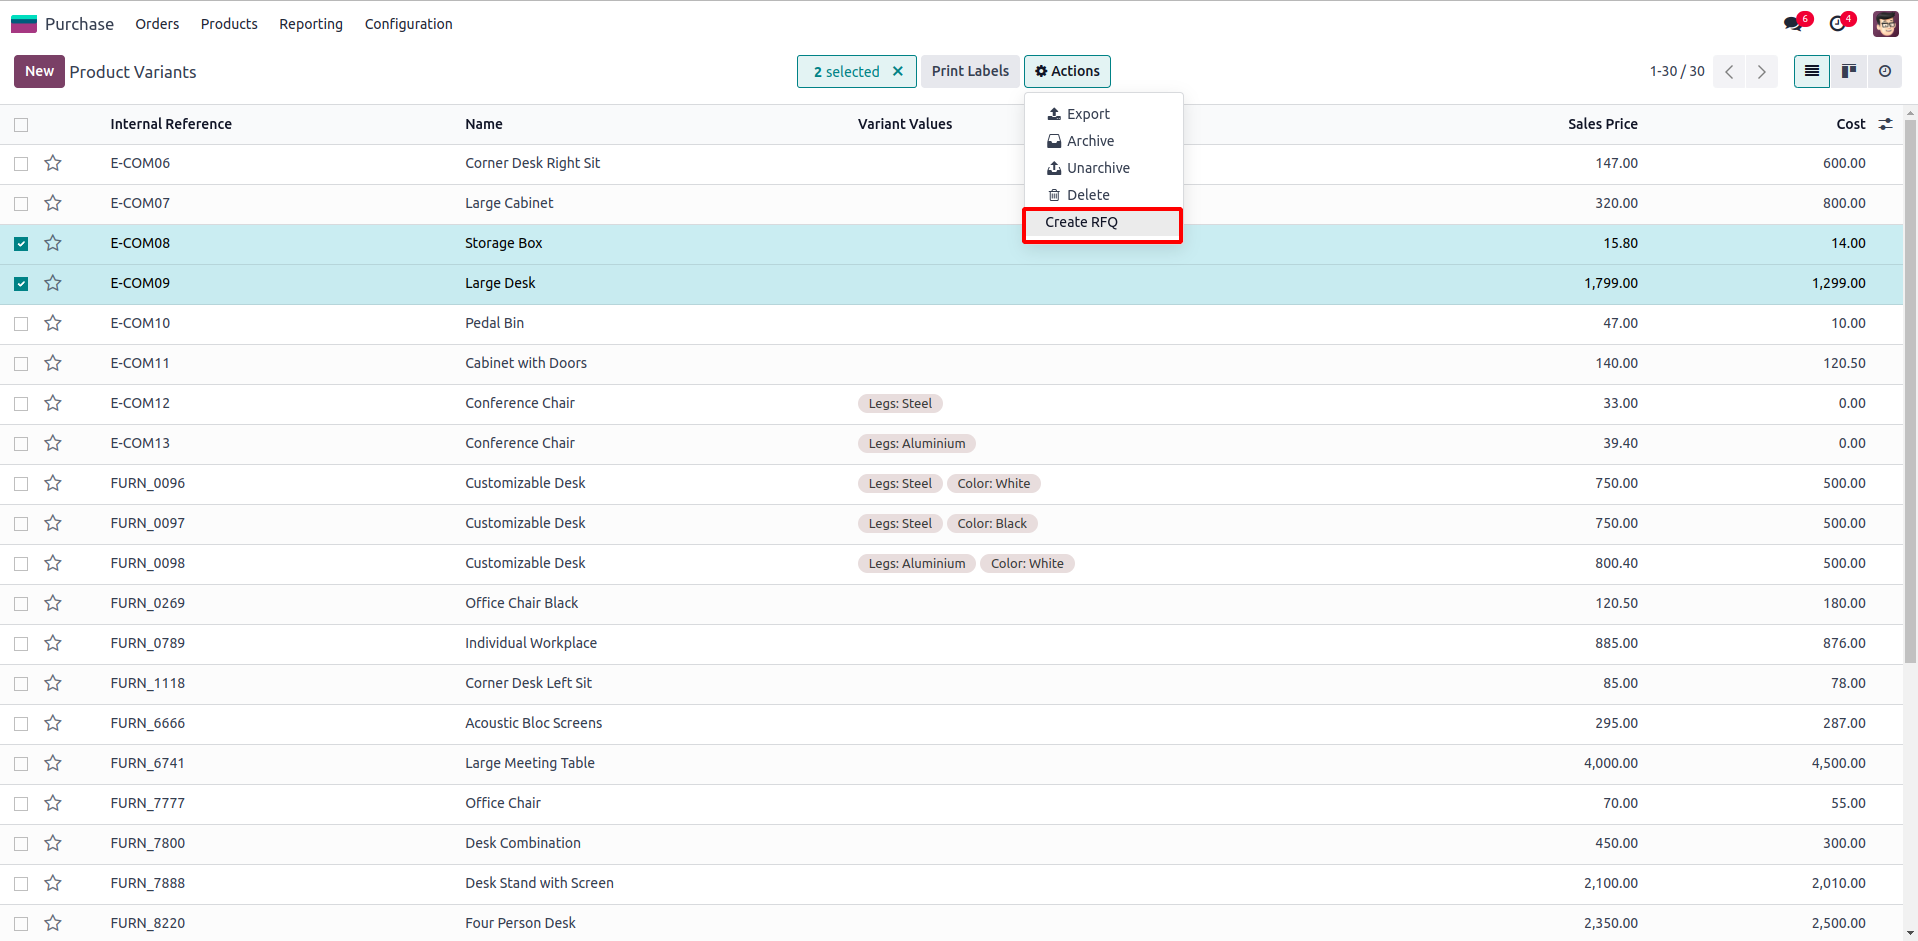 Purchase Orders Products Reporting Configuration 6 4
New Product Variants 2 selected Print Labels Actions 1-30 / 30
Export
Archive
Unarchive
Delete
Create RFQ
Internal Reference Name Variant Values Sales Price Cost
E-COM06 Corner Desk Right Sit 147.00 600.00
E-COM07 Large Cabinet 320.00 800.00
E-COM08 Storage Box 15.80 14.00
E-COM09 Large Desk 1,799.00 1,299.00
E-COM10 Pedal Bin 47.00 10.00
E-COM11 Cabinet with Doors 140.00 120.50
E-COM12 Conference Chair Legs: Steel 33.00 0.00
E-COM13 Conference Chair Legs: Aluminium 39.40 0.00
FURN_0096 Customizable Desk Legs: Steel Color: White 750.00 500.00
FURN_0097 Customizable Desk Legs: Steel Color: Black 750.00 500.00
FURN_0098 Customizable Desk Legs: Aluminium Color: White 800.40 500.00
FURN_0269 Office Chair Black 120.50 180.00
FURN_0789 Individual Workplace 885.00 876.00
FURN_1118 Corner Desk Left Sit 85.00 78.00
FURN_6666 Acoustic Bloc Screens 295.00 287.00
FURN_6741 Large Meeting Table 4,000.00 4,500.00
FURN_7777 Office Chair 70.00 55.00
FURN_7800 Desk Combination 450.00 300.00
FURN_7888 Desk Stand with Screen 2,100.00 2,010.00
FURN_8220 Four Person Desk 2,350.00 2,500.00